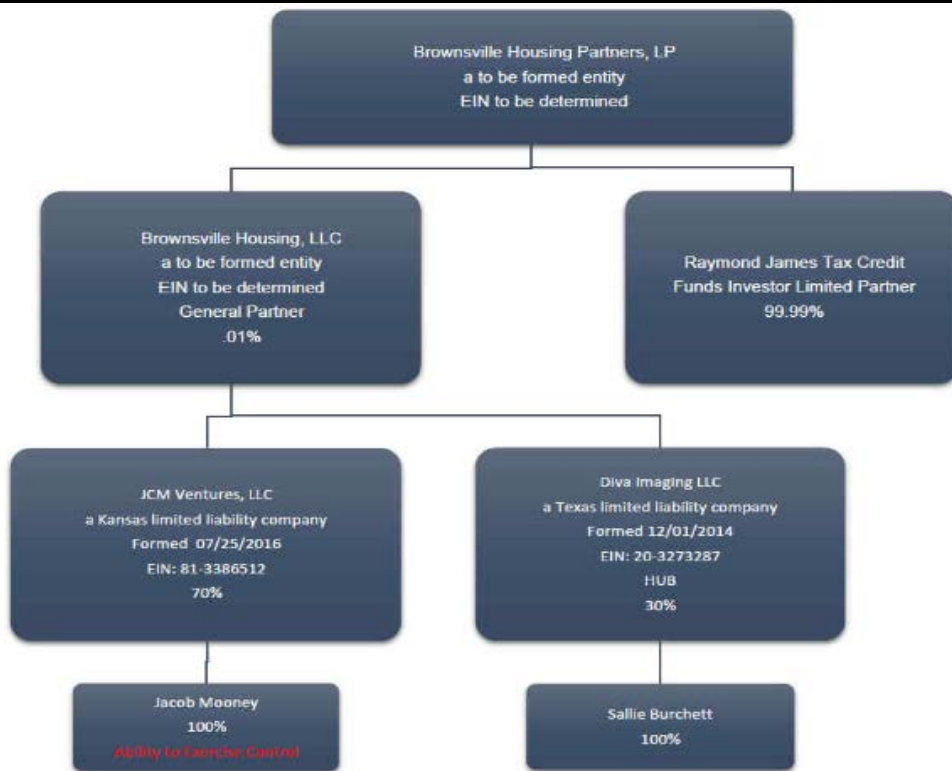 Brownsville Housing Partners, LP
a to be formed entity
EIN to be determined
Brownsville Housing, LLC
a to be formed entity
EIN to be determined
General Partner
.01%
Raymond James Tax Credit
Funds Investor Limited Partner
99.99%
JCM Ventures, LLC
a Kansas limited liability company
Formed 07/25/2016
EIN: 81-3386512
70%
Diva Imaging LLC
a Texas limited liability company
Formed 12/01/2014
EIN: 20-3273287
HUB
30%
Jacob Mooney
100%
Ability to Exercise Control
Sallie Burchett
100%